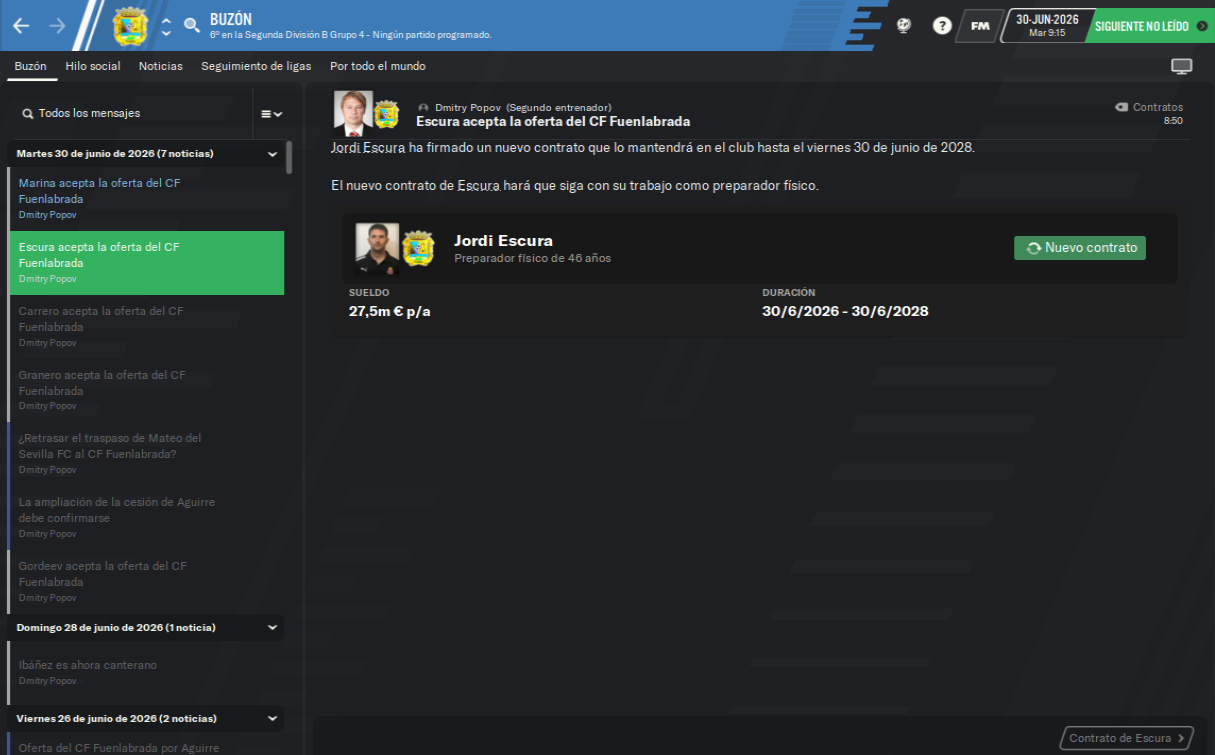 BUZÓN
6º en la Segunda División B Grupo 4 - Ningún partido programado.
FM
30-JUN-2026
Mar 9:15
SIGUIENTE NO LEÍDO
Buzón
Hilo social
Noticias
Seguimiento de ligas
Por todo el mundo
Todos los mensajes
Martes 30 de junio de 2026 (7 noticias)
Marina acepta la oferta del CF
Fuenlabrada
Dmitry Popov
Escura acepta la oferta del CF
Fuenlabrada
Dmitry Popov
Carrero acepta la oferta del CF
Fuenlabrada
Dmitry Popov
Granero acepta la oferta del CF
Fuenlabrada
Dmitry Popov
¿Retrasar el traspaso de Mateo del
Sevilla FC al CF Fuenlabrada?
Dmitry Popov
La ampliación de la cesión de Aguirre
debe confirmarse
Dmitry Popov
Gordeev acepta la oferta del CF
Fuenlabrada
Dmitry Popov
Domingo 28 de junio de 2026 (1 noticia)
Ibáñez es ahora canterano
Dmitry Popov
Viernes 26 de junio de 2026 (2 noticias)
Oferta del CF Fuenlabrada por Aguirre
Dmitry Popov (Segundo entrenador)
Escura acepta la oferta del CF Fuenlabrada
Contratos
8:50
Jordi Escura ha firmado un nuevo contrato que lo mantendrá en el club hasta el viernes 30 de junio de 2028.
El nuevo contrato de Escura hará que siga con su trabajo como preparador físico.
Jordi Escura
Preparador físico de 46 años
Nuevo contrato
SUELDO
27,5m € p/a
DURACIÓN
30/6/2026 - 30/6/2028
Contrato de Escura